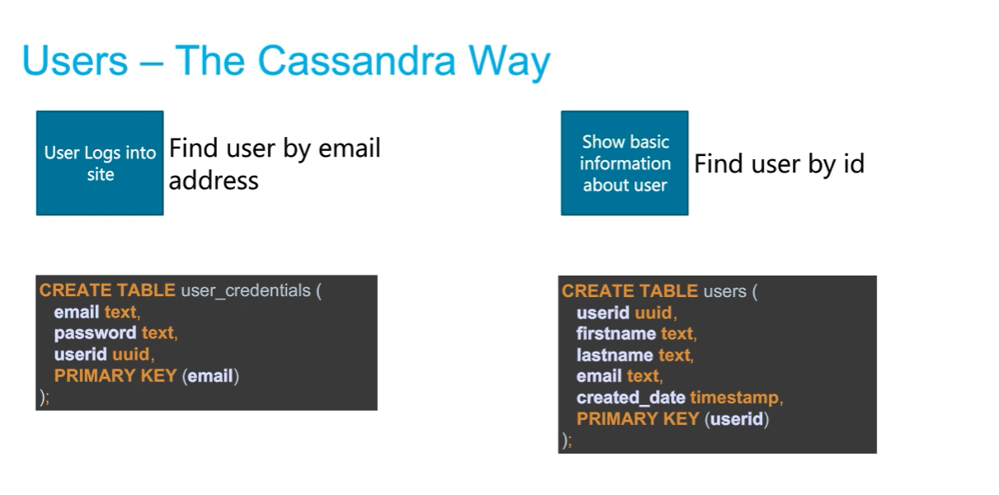 Users – The Cassandra Way
User Logs into
site
Find user by email
address
Show basic
information
about user
Find user by id
CREATE TABLE user_credentials (
email text,
password text,
userid uuid,
PRIMARY KEY (email)
);
CREATE TABLE users (
userid uuid,
firstname text,
lastname text,
email text,
created_date timestamp,
PRIMARY KEY (userid)
);